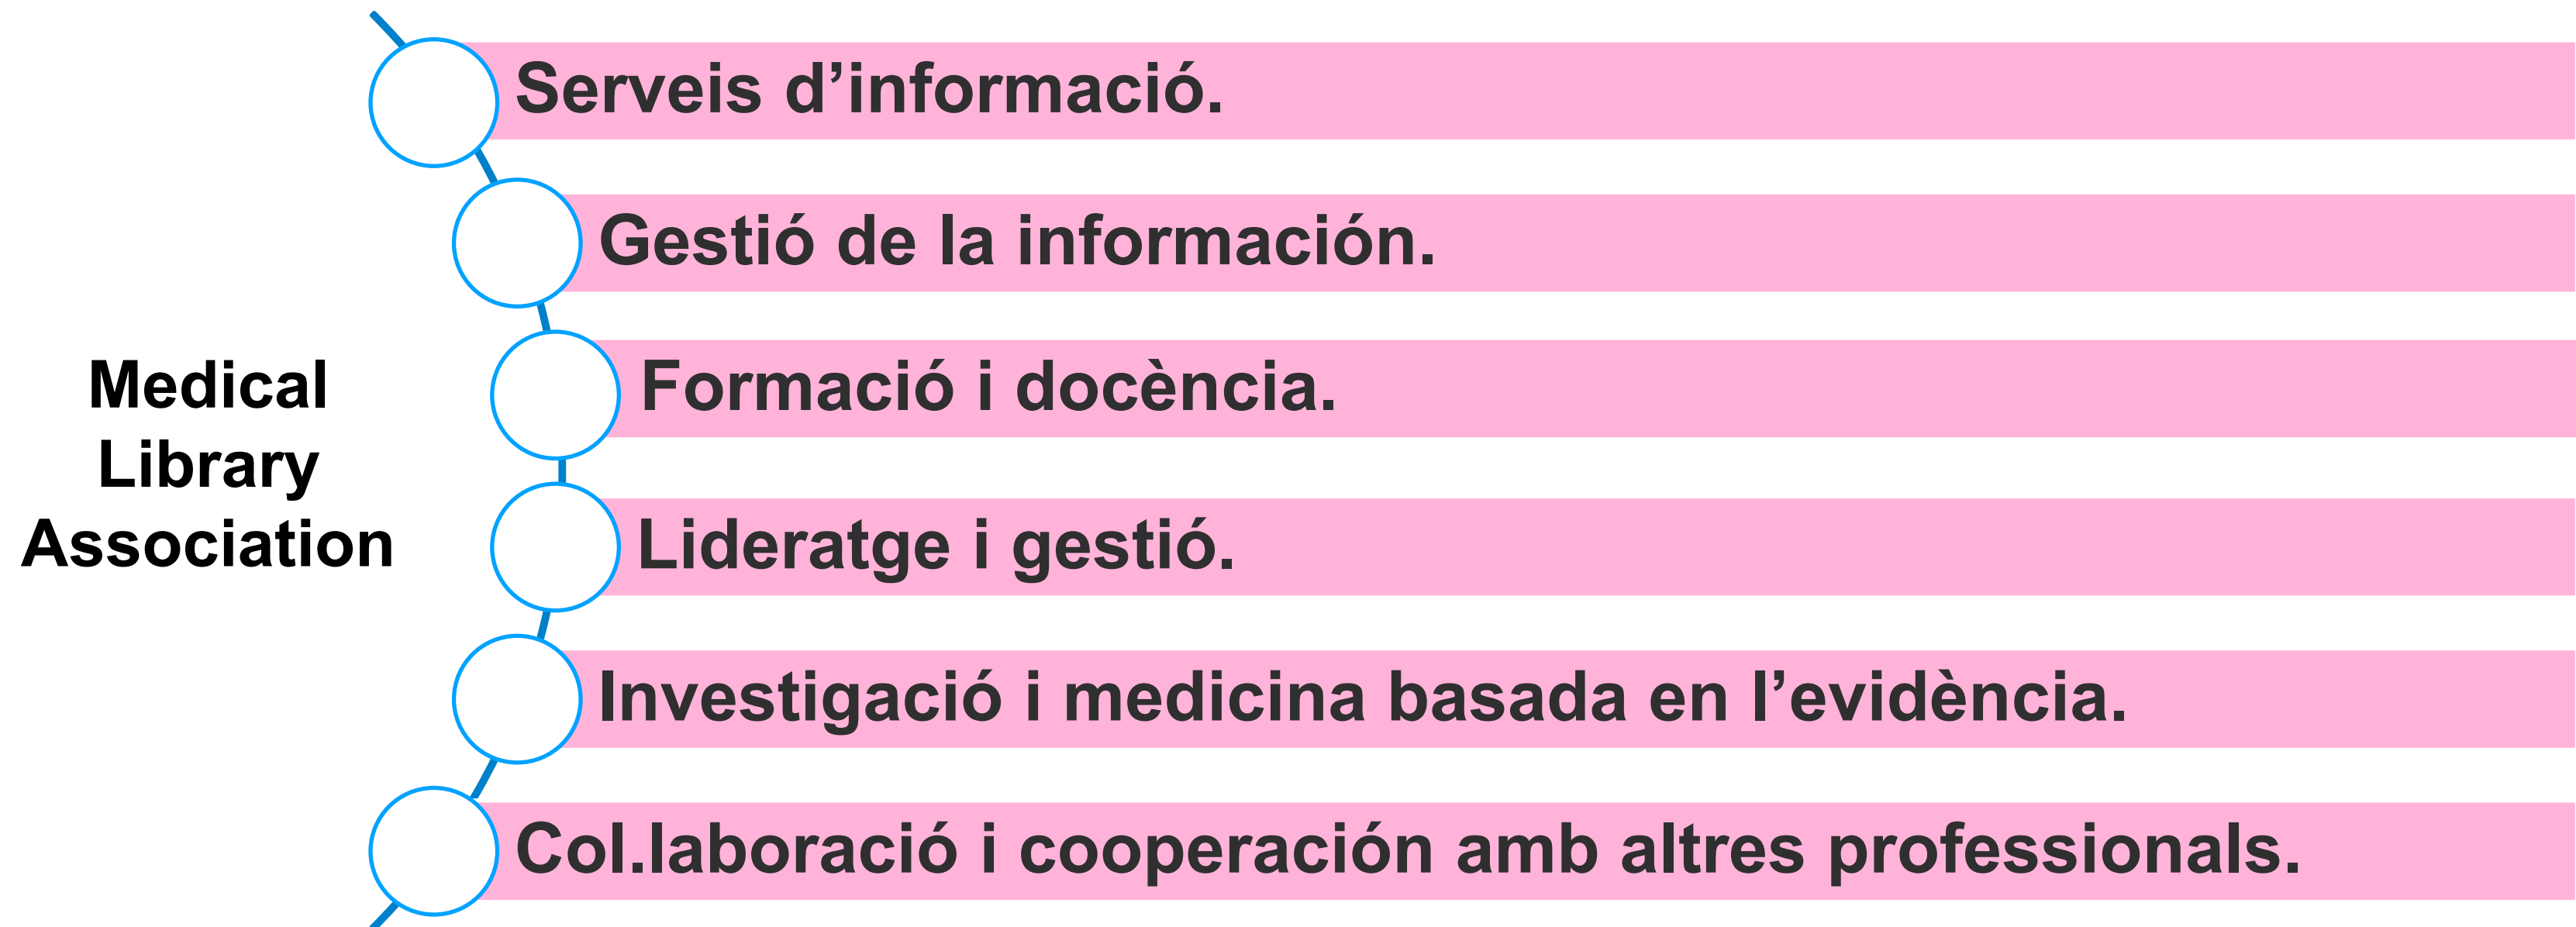 Medical
Library
Association
Serveis d’informació.
Gestió de la información.
Formació i docència.
Lideratge i gestió.
Investigació i medicina basada en l’evidència.
Col.laboració i cooperación amb altres professionals.